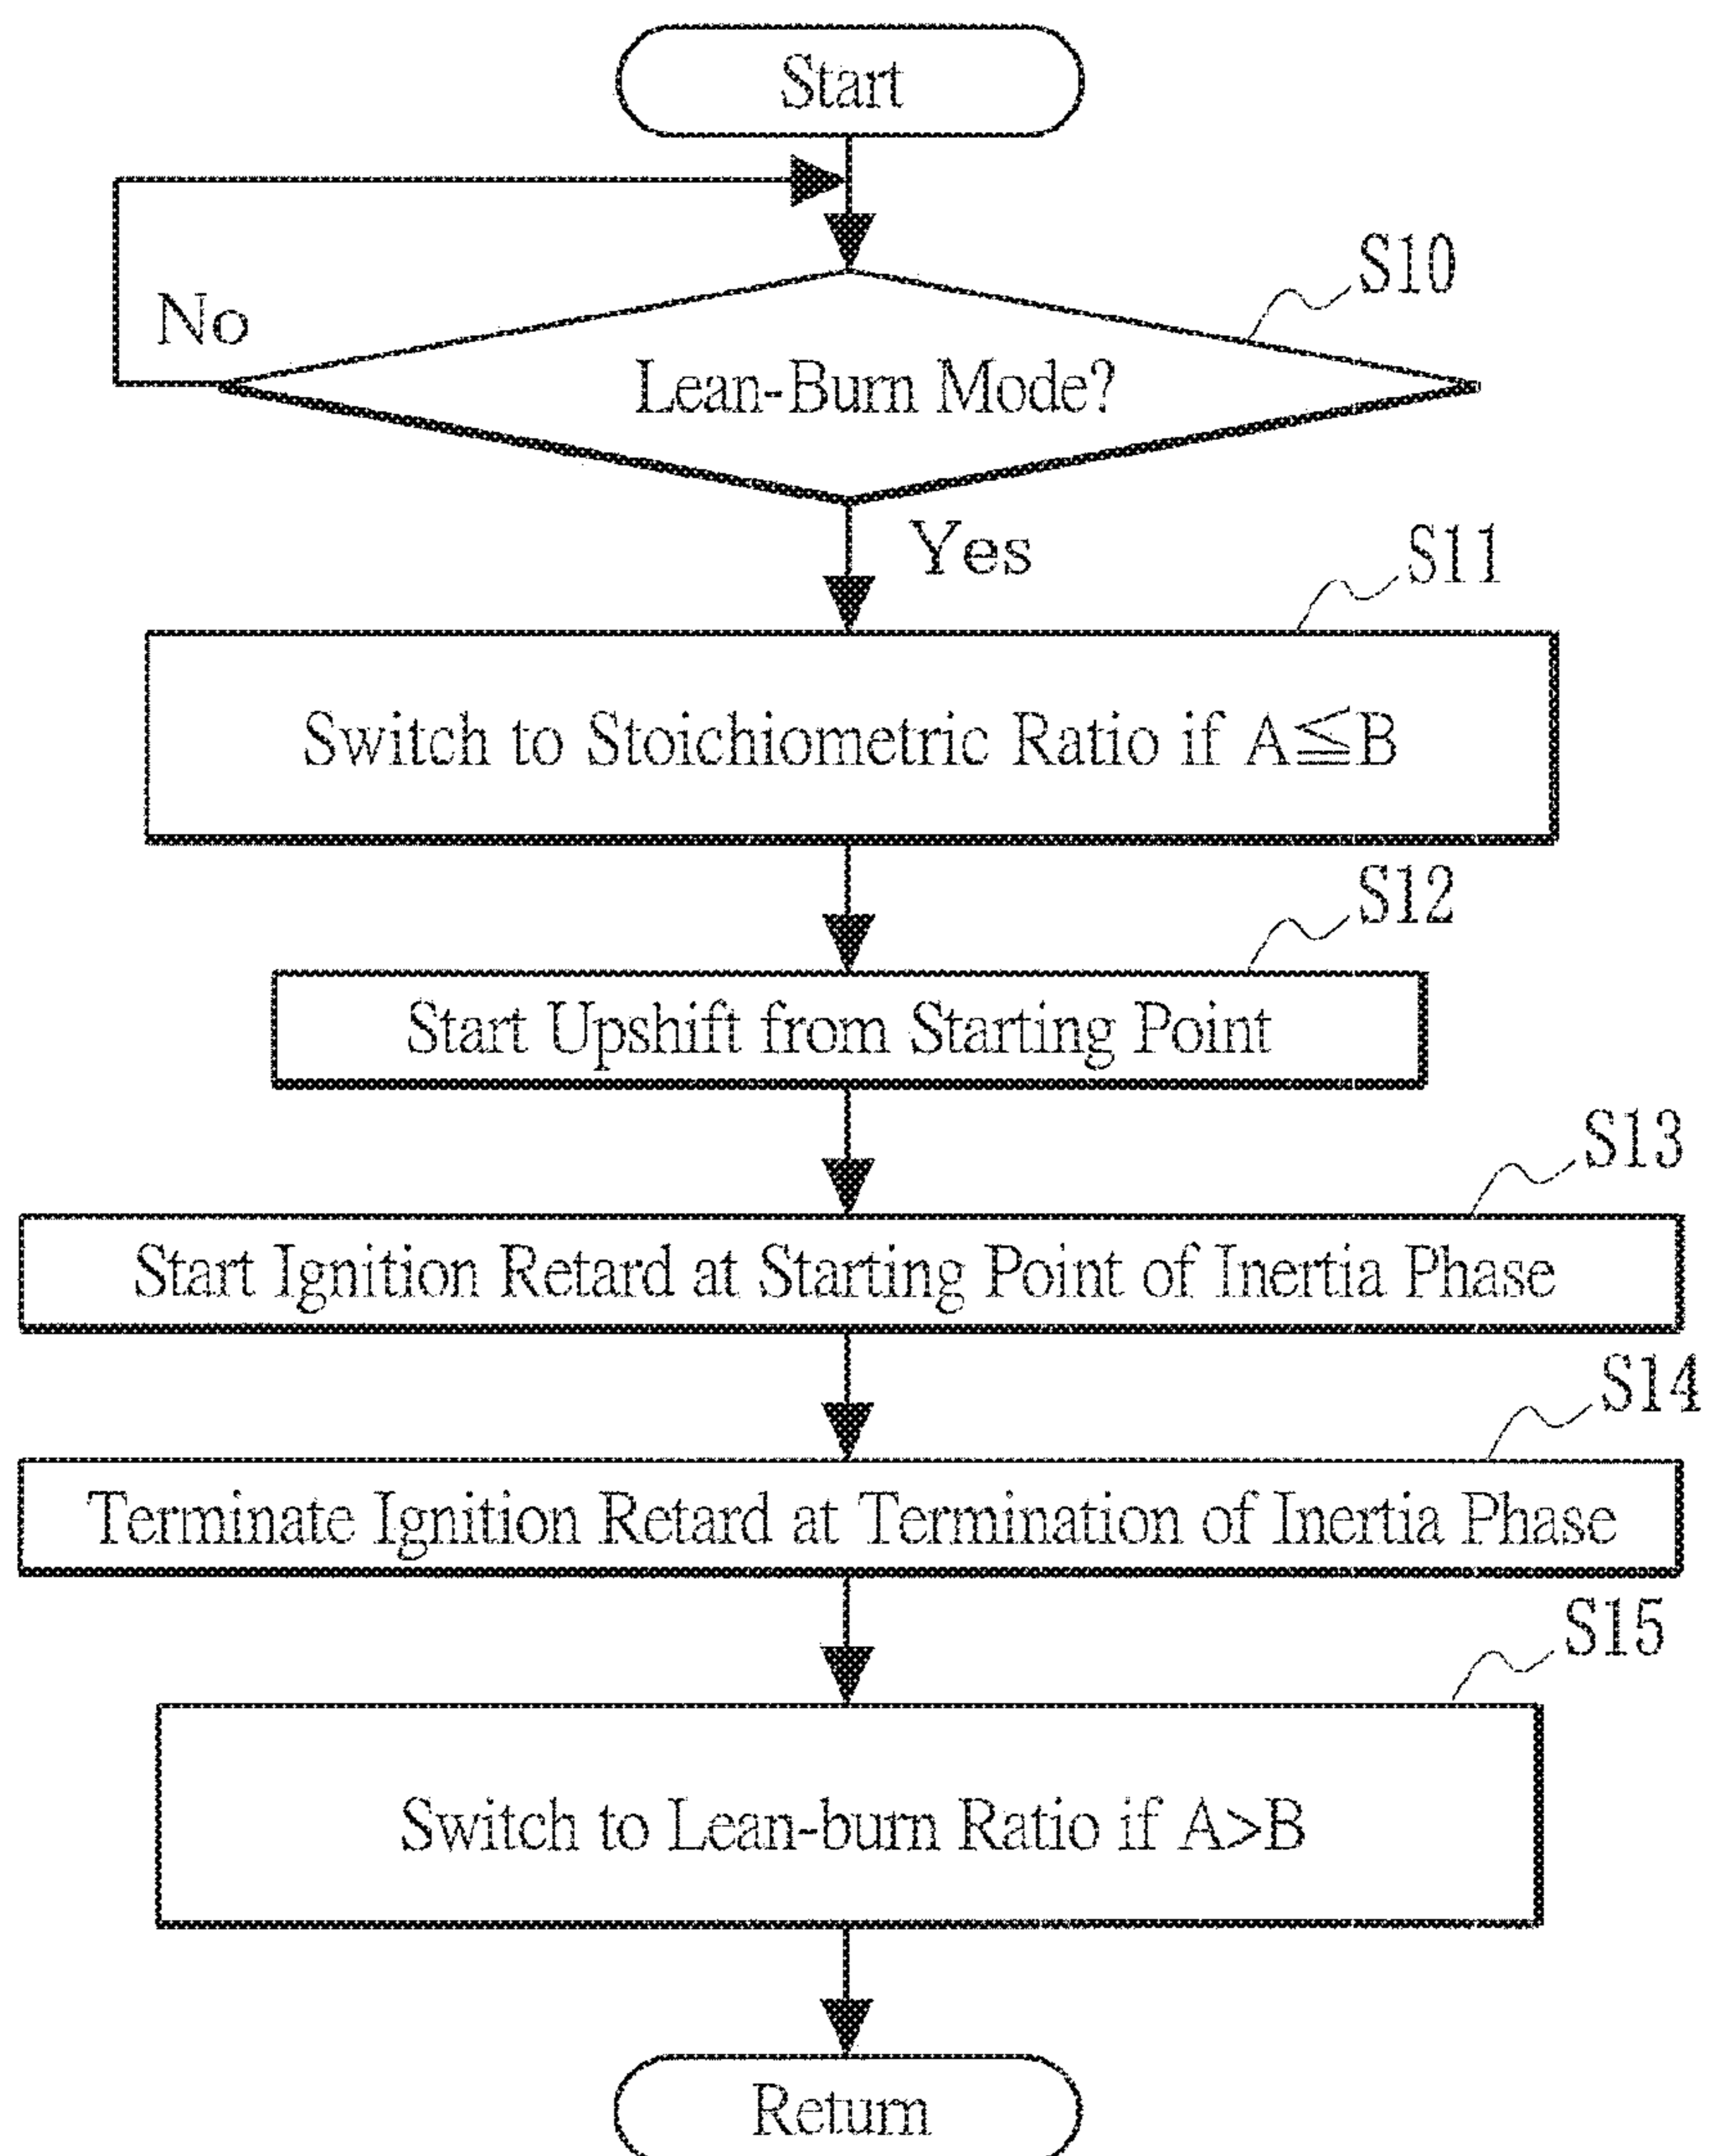 Start
S10
No
Lean-Burn Mode?
Yes
S11
Switch to Stoichiometric Ratio if A≦B
S12
Start Upshift from Starting Point
S13
Start Ignition Retard at Starting Point of Inertia Phase
S14
Terminate Ignition Retard at Termination of Inertia Phase
S15
Switch to Lean-burn Ratio if A>B
Return